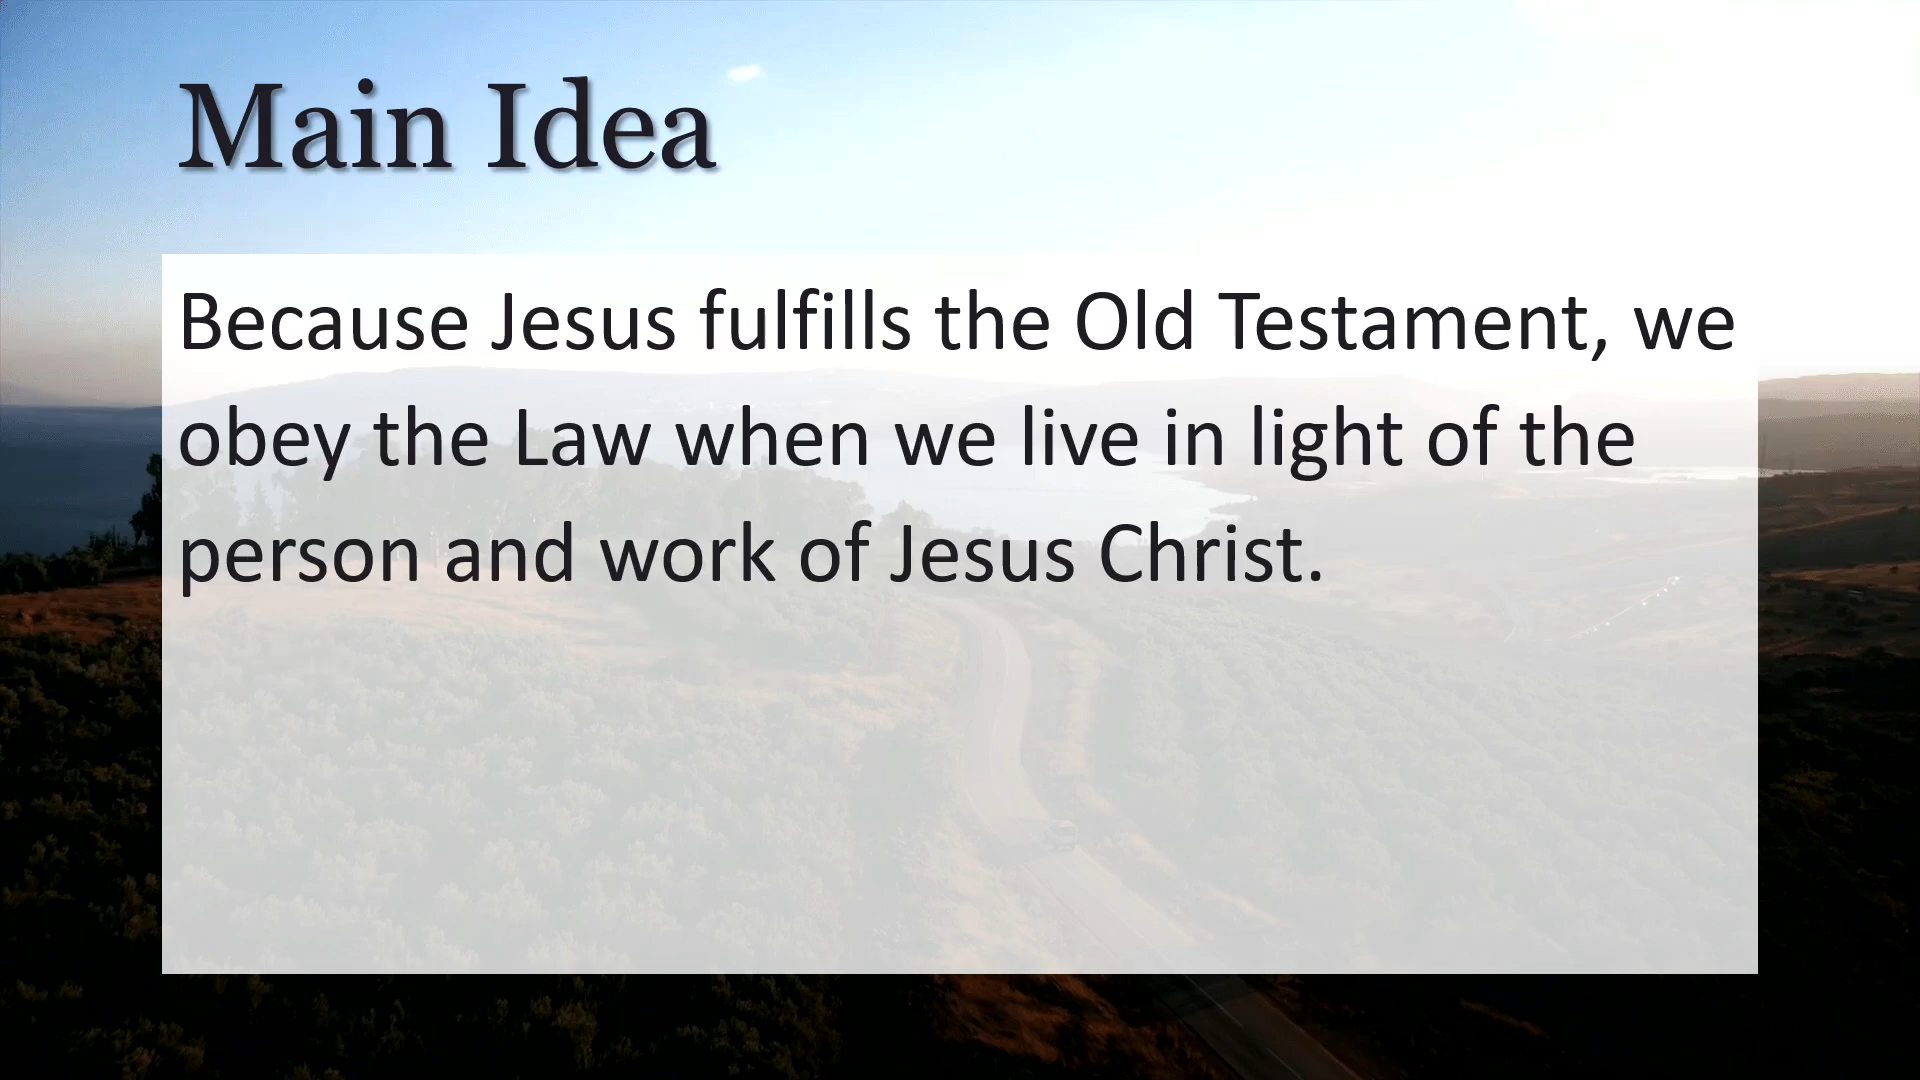 Main Idea
Because Jesus fulfills the Old Testament, we
obey the Law when we live in light of the
person and work of Jesus Christ.